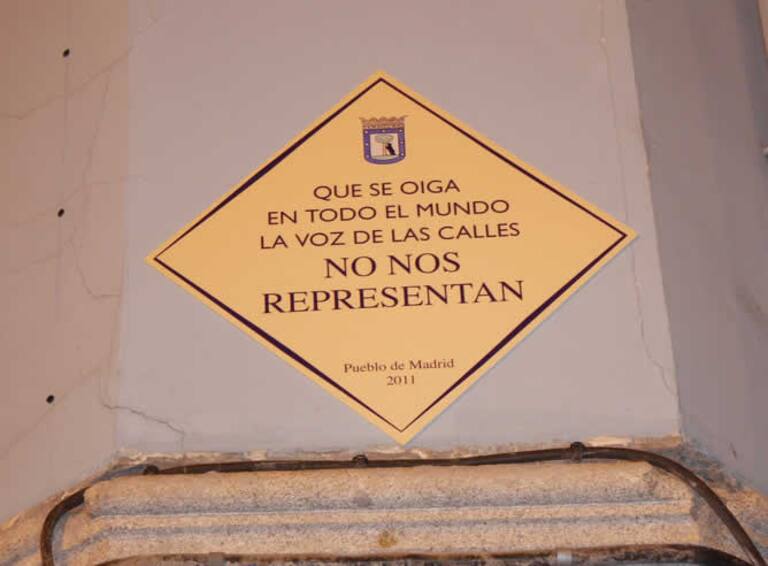 QUE SE OIGA
EN TODO EL MUNDO
LA VOZ DE LAS CALLES
NO NOS
REPRESENTAN
Pueblo de Madrid
2011